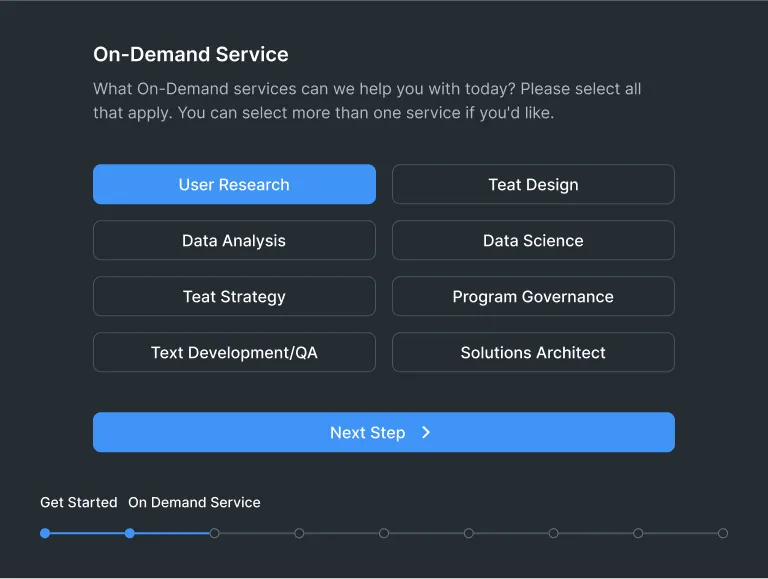 On-Demand Service
What On-Demand services can we help you with today? Please select all
that apply. You can select more than one service if you'd like.
User Research
Teat Design
Data Analysis
Data Science
Teat Strategy
Program Governance
Text Development/QA
Solutions Architect
Next Step
Get Started
On Demand Service